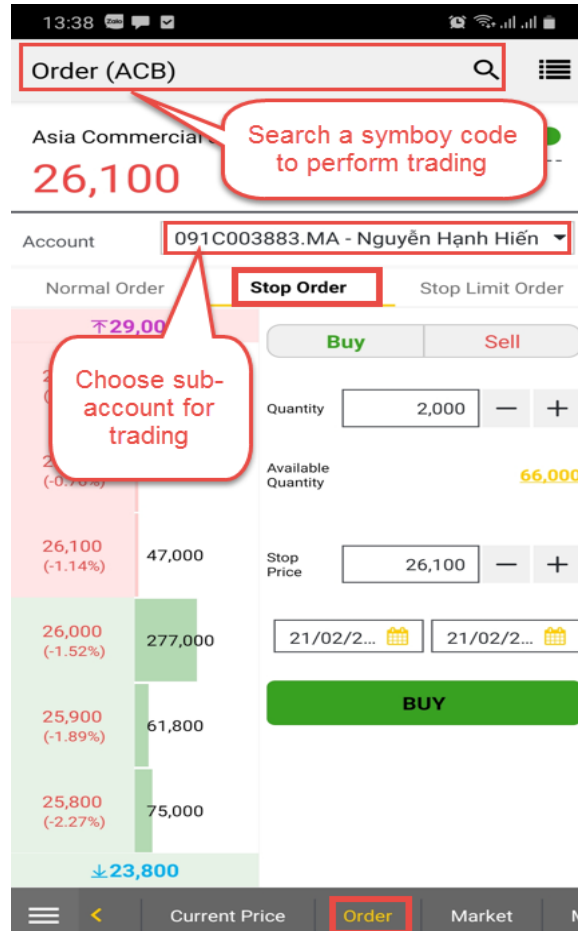 13:38
Order (ACB)
Search a symboy code
to perform trading
Asia Commercial
26,100
--
Account
091C003883.MA - Nguyễn Hạnh Hiến
Normal Order
Stop Order
Stop Limit Order
29,00
Buy
Sell
Choose sub-
account for
trading
Quantity
2,000
— +
Available
Quantity
66,000
26,100
(-1.14%)
47,000
Stop
Price
26,100
— +
26,000
(-1.52%)
277,000
21/02/2...
21/02/2...
BUY
25,900
(-1.89%)
61,800
25,800
(-2.27%)
75,000
23,800
Current Price
Order
Market